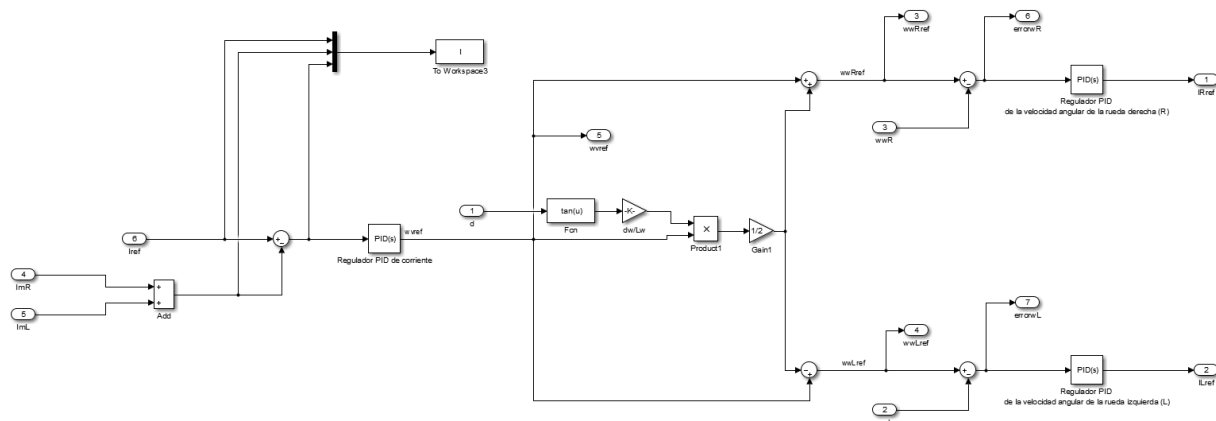 3
wwRref
6
errorwR
I
To Workspace3
wwRref
PID(s)
1
IRref
Regulador PID
de la velocidad angular de la rueda derecha (R)
3
wwR
5
wvref
1
d
tan(u)
Fcn
-K-
dw/Lw
Product1
1/2
Gain1
6
Iref
PID(s)
wvref
Regulador PID de corriente
4
ImR
5
ImL
Add
7
errorwL
4
wwLref
wwLref
PID(s)
2
ILref
Regulador PID
de la velocidad angular de la rueda izquierda (L)
2